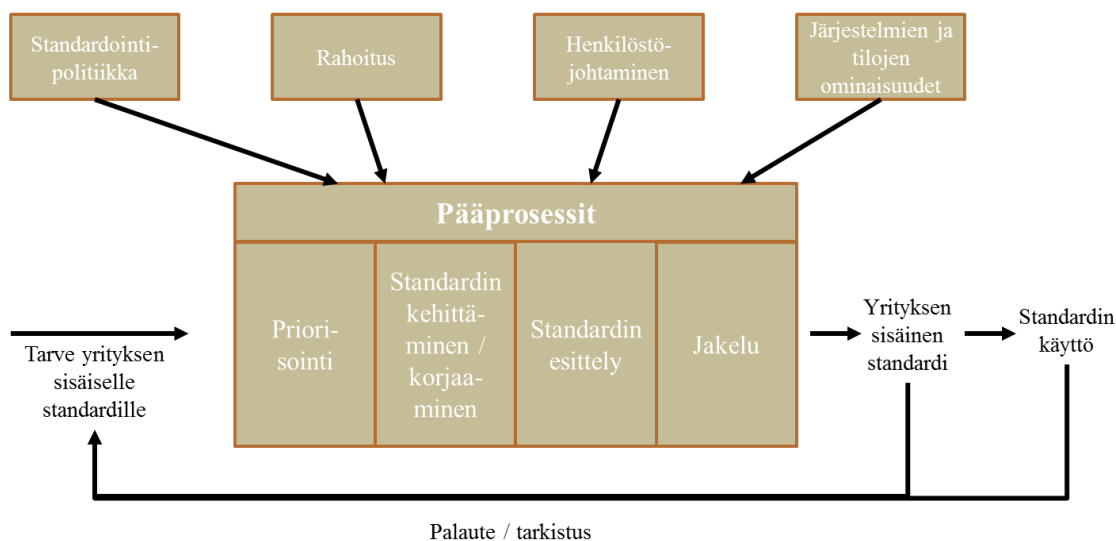 Standardointi-
politiikka
Rahoitus
Henkilöstö-
johtaminen
Järjestelmien ja
tilojen
ominaisuudet
Pääprosessit
Priori-
sointi
Standardin
kehittä-
minen /
korjaa-
minen
Standardin
esittely
Jakelu
Tarve yrityksen
sisäiselle
standardille
Yrityksen
sisäinen
standardi
Standardin
käyttö
Palaute / tarkistus